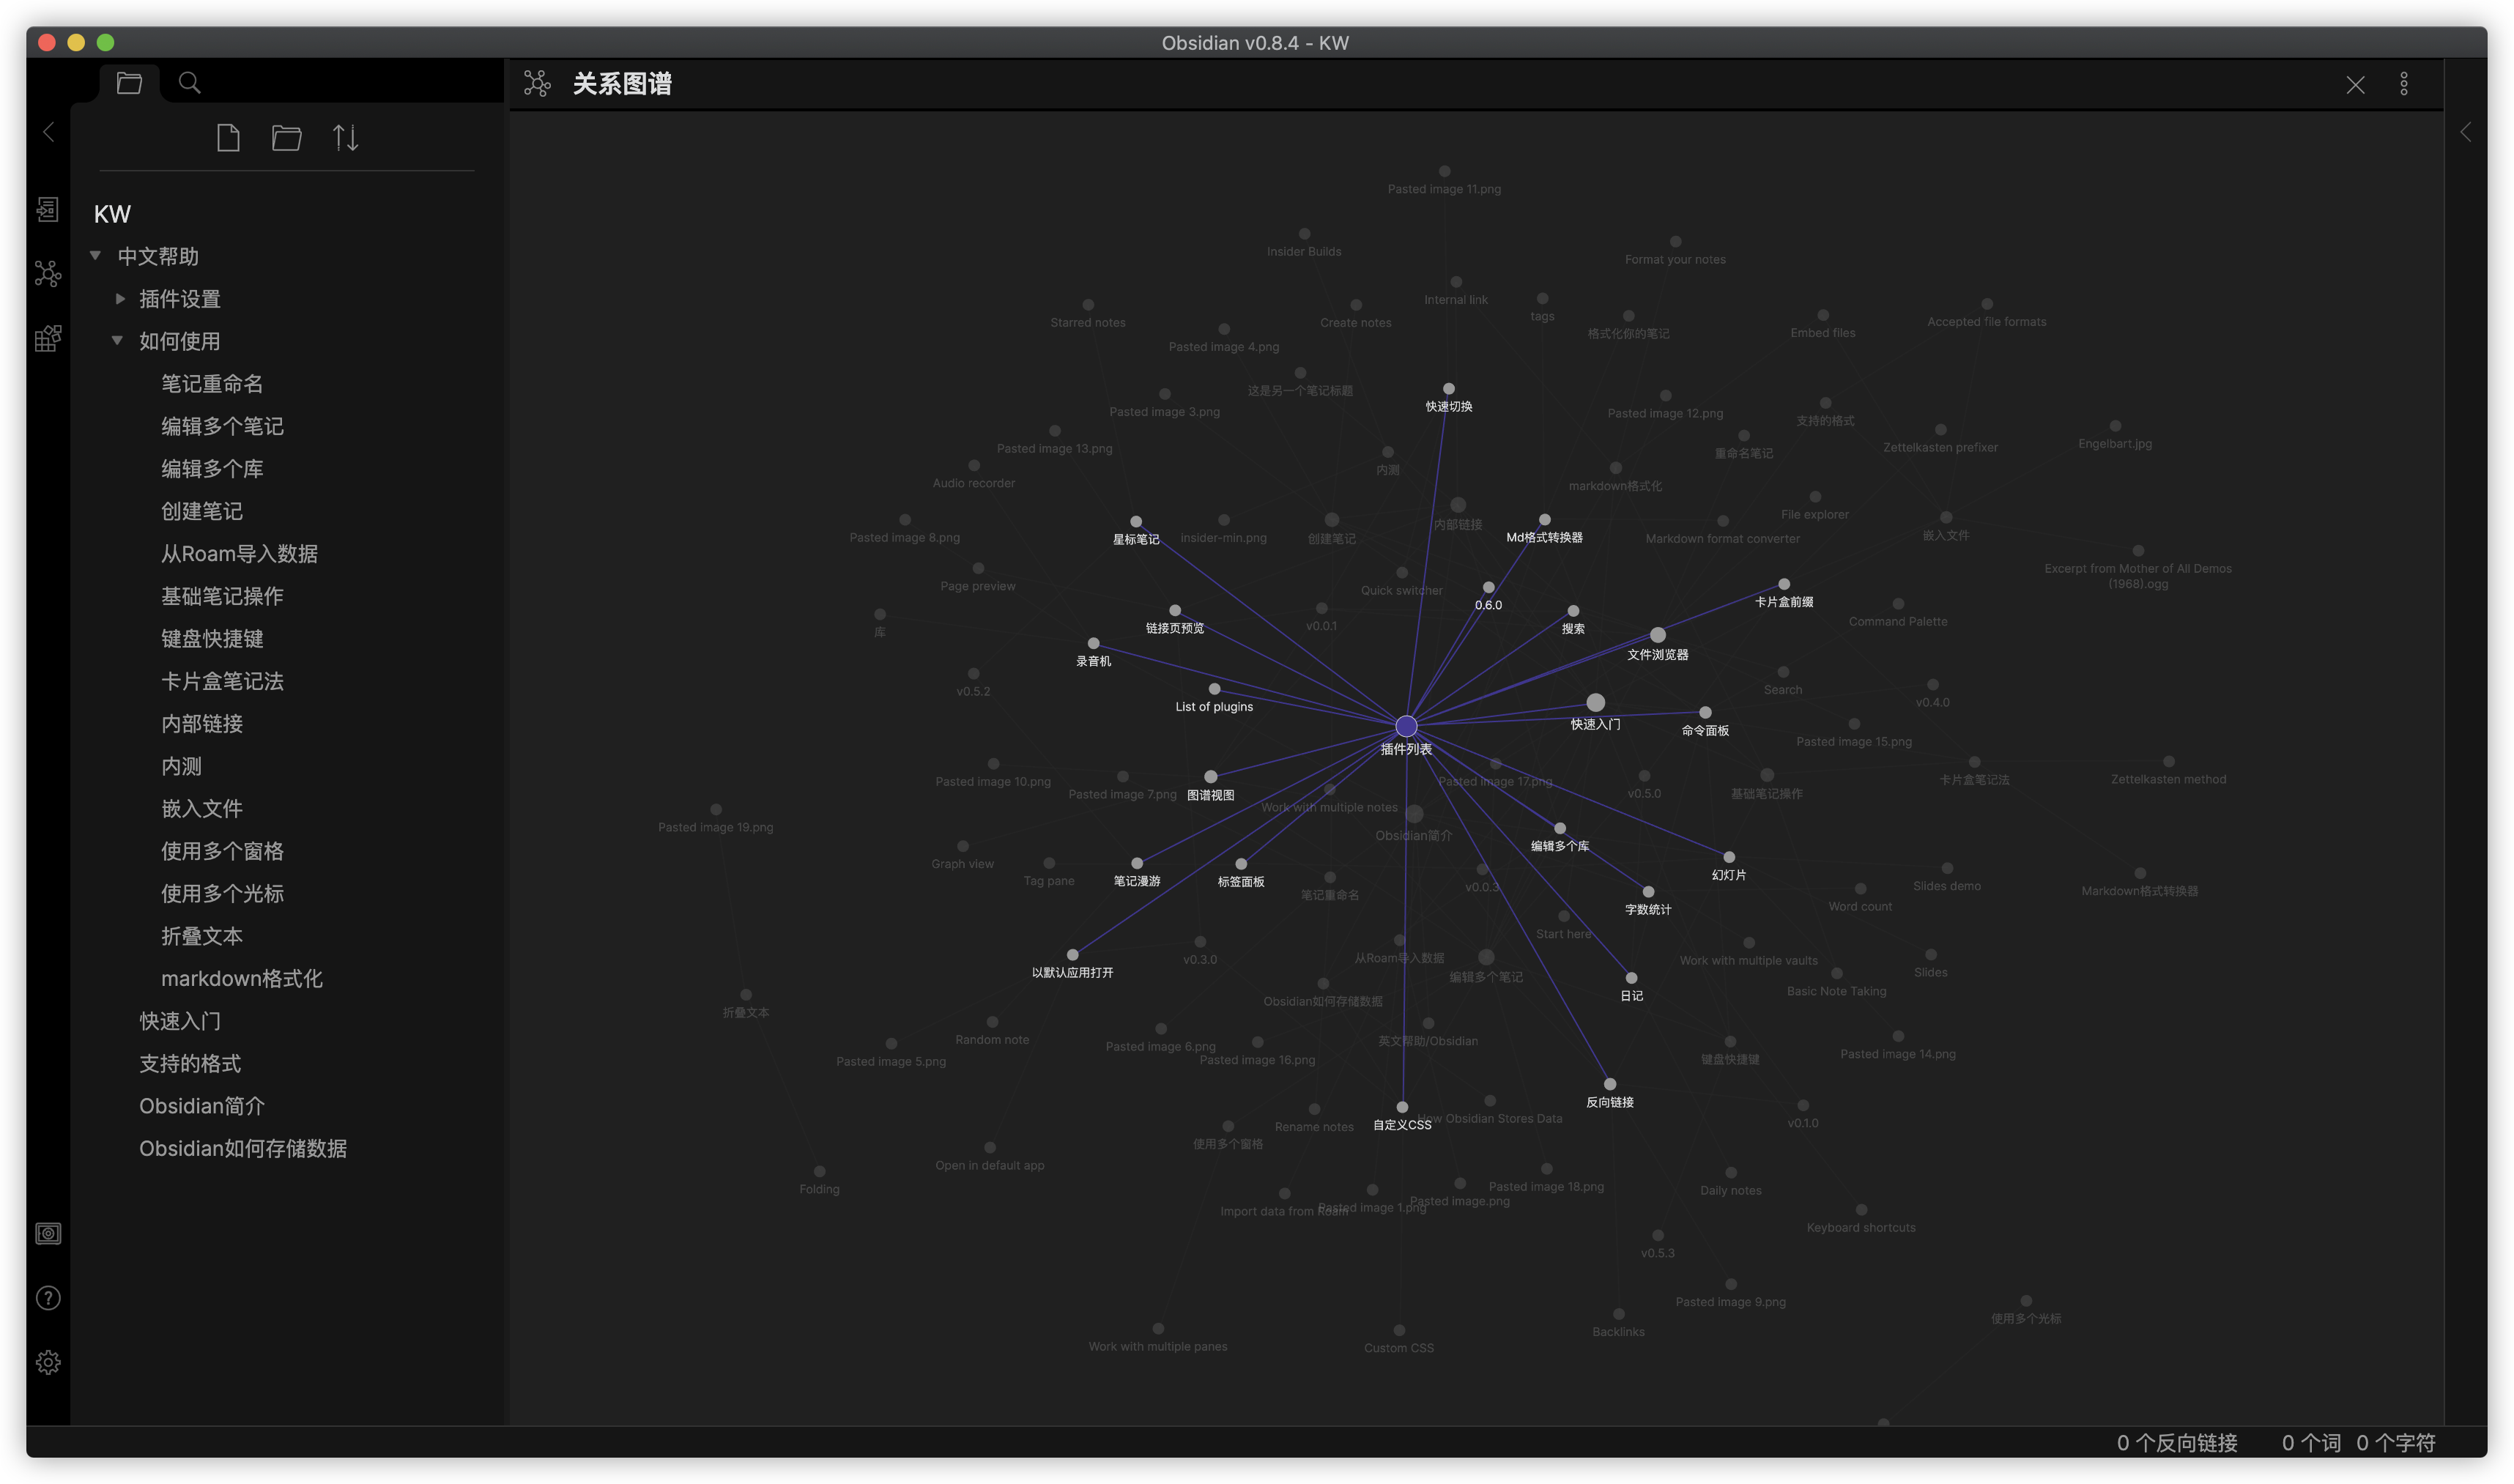 Obsidian v0.8.4 - KW
关系图谱
KW
中文帮助
插件设置
如何使用
笔记重命名
编辑多个笔记
编辑多个库
创建笔记
从Roam导入数据
基础笔记操作
键盘快捷键
卡片盒笔记法
内部链接
内测
嵌入文件
使用多个窗格
使用多个光标
折叠文本
markdown格式化
快速入门
支持的格式
Obsidian简介
Obsidian如何存储数据
Pasted image 11.png
Insider Builds
Format your notes
Internal link
tags
Starred notes
Create notes
Accepted file formats
格式化你的笔记
Embed files
Pasted image 4.png
这是另一个笔记标题
快速切换
Pasted image 3.png
Pasted image 12.png
支持的格式
Engelbart.jpg
Pasted image 13.png
Zettelkasten prefixer
重命名笔记
内测
Audio recorder
markdown格式化
File explorer
内部链接
Pasted image 8.png
星标笔记
insider-min.png
创建笔记
Md格式转换器
Markdown format converter
嵌入文件
Excerpt from Mother of All Demos
(1968).ogg
Page preview
Quick switcher
0.6.0
卡片盒前缀
库
链接页预览
v0.0.1
搜索
Command Palette
录音机
文件浏览器
v0.5.2
Search
List of plugins
v0.4.0
快速入门
命令面板
插件列表
Pasted image 15.png
Pasted image 10.png
Pasted image 7.png
图谱视图
Pasted image 17.png
v0.5.0
基础笔记操作
卡片盒笔记法
Zettelkasten method
Work with multiple notes
Pasted image 19.png
Obsidian简介
编辑多个库
Graph view
Tag pane
笔记漫游
标签面板
笔记重命名
v0.0.3
幻灯片
Slides demo
Markdown格式转换器
字数统计
Word count
Start here
v0.3.0
从Roam导入数据
Work with multiple vaults
以默认应用打开
编辑多个笔记
Slides
日记
Basic Note Taking
Obsidian如何存储数据
折叠文本
Random note
Pasted image 5.png
Pasted image 6.png
Pasted image 16.png
英文帮助/Obsidian
键盘快捷键
Pasted image 14.png
反向链接
自定义CSS
How Obsidian Stores Data
Rename notes
v0.1.0
使用多个窗格
Open in default app
Folding
Import data from Roam
Pasted image 1.png
Pasted image.png
Pasted image 18.png
Daily notes
Keyboard shortcuts
v0.5.3
Pasted image 9.png
使用多个光标
Backlinks
Work with multiple panes
Custom CSS
0 个反向链接 0 个词 0 个字符